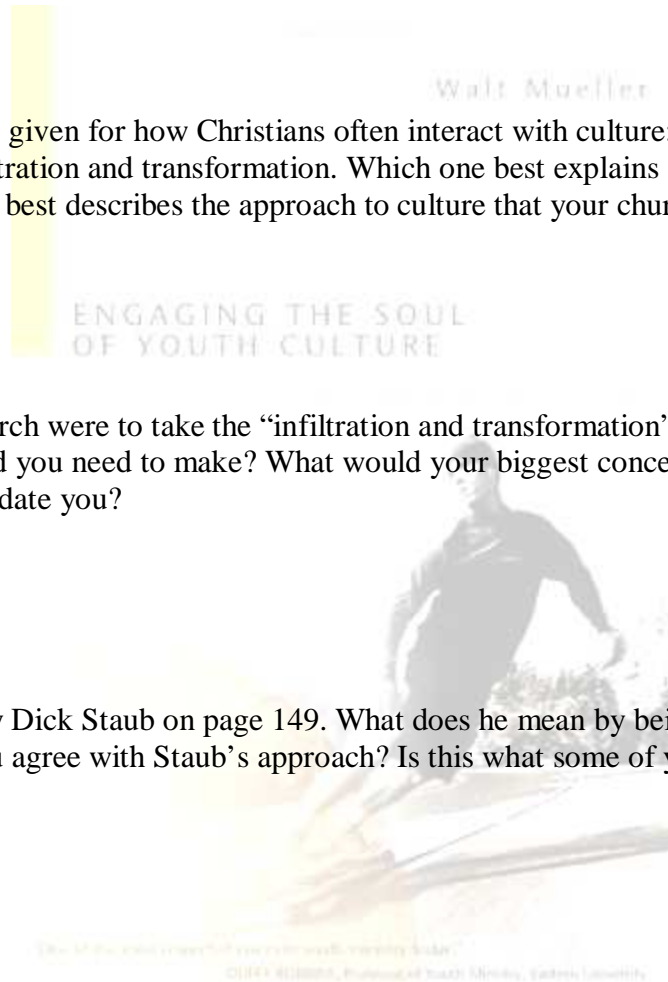 Walt Mueller
given for how Christians often interact with culture:
tration and transformation. Which one best explains
best describes the approach to culture that your chur
ENGAGING THE SOUL
OF YOUTH CULTURE
rch were to take the “infiltration and transformation”
d you need to make? What would your biggest conce
date you?
Dick Staub on page 149. What does he mean by bei
agree with Staub’s approach? Is this what some of y